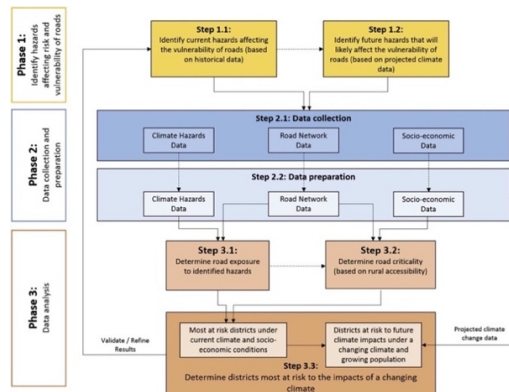 Phase 1:
Identify hazards
affecting risk and
vulnerability of roads
Step 1.1:
Identify current hazards affecting
the vulnerability of roads (based
on historical data)
Step 1.2:
Identify future hazards that will
likely affect the vulnerability of
roads (based on projected climate
data)
Phase 2:
Data collection and
preparation
Step 2.1: Data collection
Climate Hazards
Data
Road Network
Data
Socio-economic
Data
Step 2.2: Data preparation
Climate Hazards
Data
Road Network
Data
Socio-economic
Data
Phase 3:
Data analysis
Step 3.1:
Determine road exposure
to identified hazards
Step 3.2:
Determine road criticality
(based on rural accessibility)
Validate / Refine
Results
Most at risk districts under
current climate and socio-
economic conditions
Districts at risk to future
climate impacts under a
changing climate and
growing population
Projected climate
change data
Step 3.3:
Determine districts most at risk to the impacts of a changing
climate